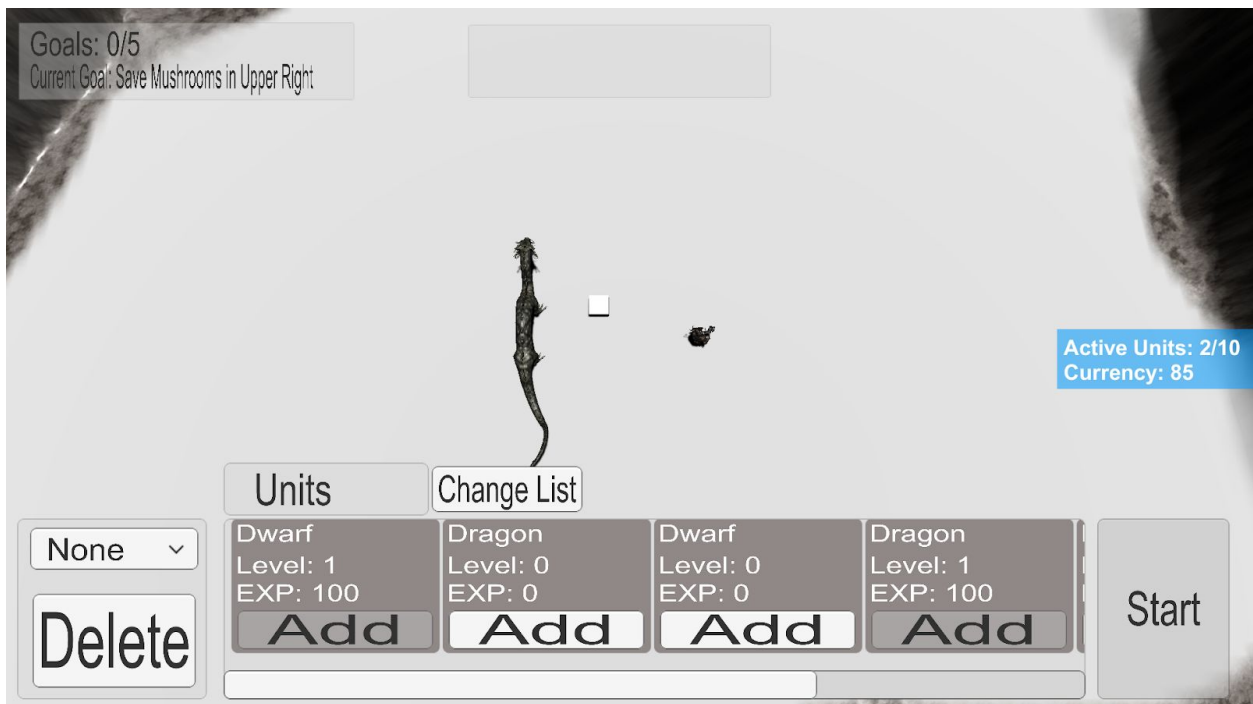 Goals: 0/5
Current Goal: Save Mushrooms in Upper Right
Active Units: 2/10
Currency: 85
Units
Change List
None
Delete
Dwarf
Level: 1
EXP: 100
Add
Dragon
Level: 0
EXP: 0
Add
Dwarf
Level: 0
EXP: 0
Add
Dragon
Level: 1
EXP: 100
Add
Start